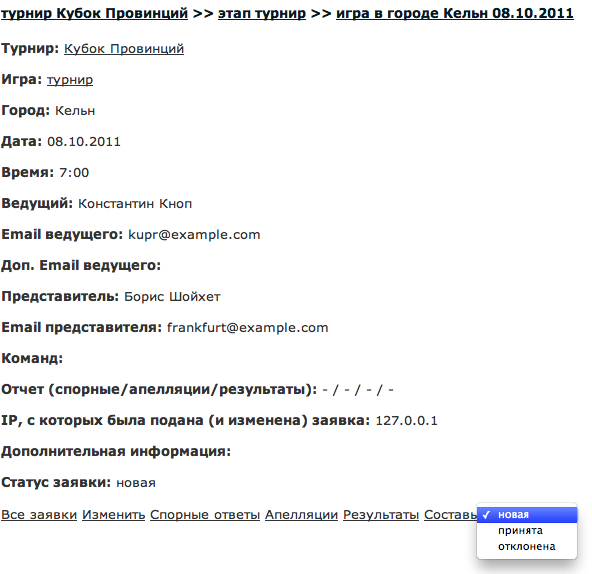 турнир Кубок Провинций >> этап турнир >> игра в городе Кельн 08.10.2011
Турнир: Кубок Провинций
Игра: турнир
Город: Кельн
Дата: 08.10.2011
Время: 7:00
Ведущий: Константин Кноп
Email ведущего: kupr@example.com
Доп. Email ведущего:
Представитель: Борис Шойхет
Email представителя: frankfurt@example.com
Команд:
Отчет (спорные/апелляции/результаты): - / - / - / -
IP, с которых была подана (и изменена) заявка: 127.0.0.1
Дополнительная информация:
Статус заявки: новая
Все заявки Изменить Спорные ответы Апелляции Результаты Составы ✓ новая
принята
отклонена